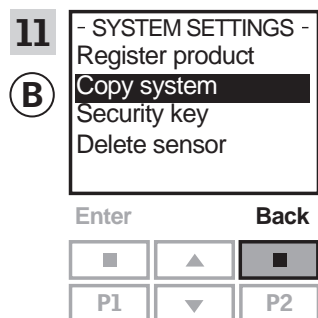 11
- SYSTEM SETTINGS -
Register product
B
Copy system
Security key
Delete sensor
Enter Back
P1 P2